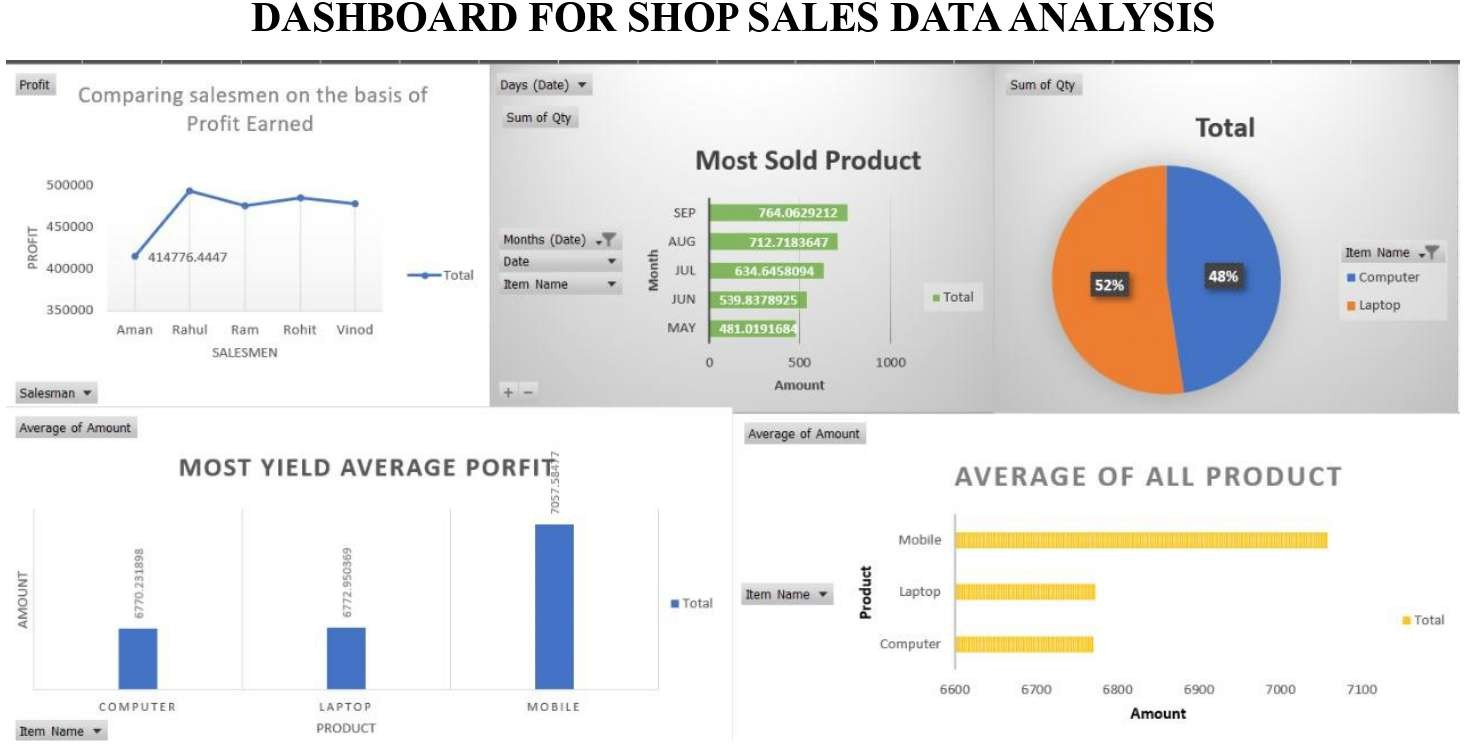 DASHBOARD FOR SHOP SALES DATA ANALYSIS
Profit
Comparing salesmen on the basis of
Profit Earned
500000
450000
400000
350000
PROFIT
414776.4447
Total
Aman Rahul Ram Rohit Vinod
SALESMEN
Salesman
Days (Date)
Sum of Qty
Most Sold Product
Months (Date)
Date
Item Name
Month
SEP 764.0629212
AUG 712.7183647
JUL 634.6458094
JUN 539.8378925
MAY 481.0191684
0 500 1000
Amount
Total
+ −
Sum of Qty
Total
52% 48%
Item Name
Computer
Laptop
Average of Amount
MOST YIELD AVERAGE PORFIT
AMOUNT
6770.231898
6772.950369
7057.58477
Total
COMPUTER LAPTOP MOBILE
PRODUCT
Item Name
Average of Amount
AVERAGE OF ALL PRODUCT
Item Name
Product
Mobile
Laptop
Computer
6600 6700 6800 6900 7000 7100
Amount
Total